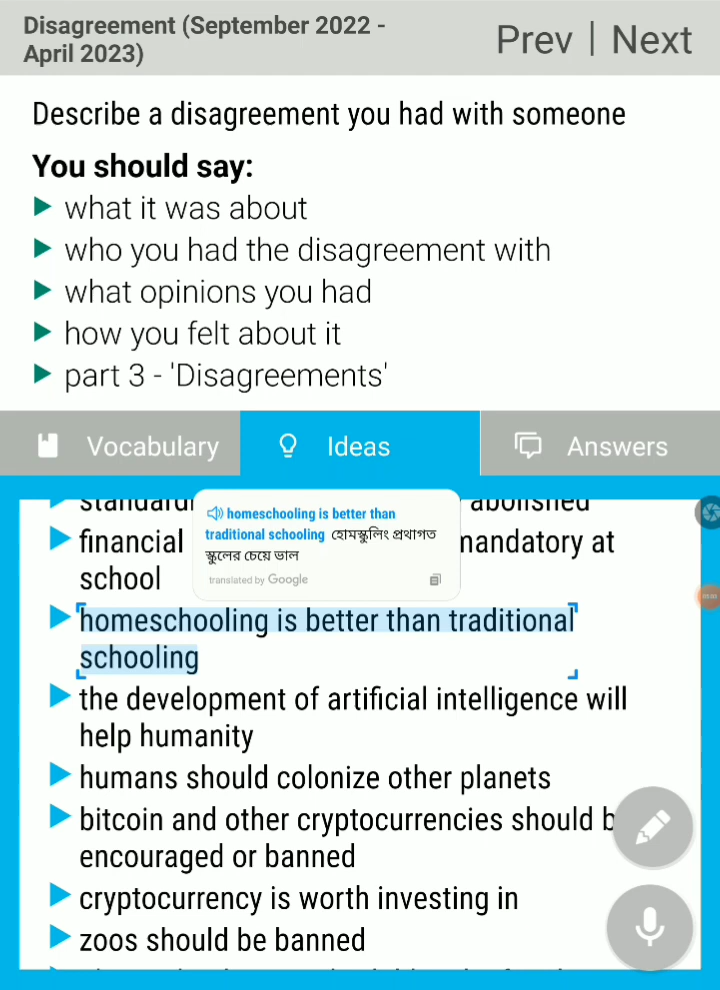 Disagreement (September 2022 -
April 2023)
Prev | Next
Describe a disagreement you had with someone
You should say:
what it was about
who you had the disagreement with
what opinions you had
how you felt about it
part 3 - 'Disagreements'
Vocabulary
Ideas
Answers
abolished
homeschooling is better than
traditional schooling হোমস্কুলিং প্রথাগত
স্কুলের চেয়ে ভাল
translated by Google
financial mandatory at
school
homeschooling is better than traditional
schooling
the development of artificial intelligence will
help humanity
humans should colonize other planets
bitcoin and other cryptocurrencies should b
encouraged or banned
cryptocurrency is worth investing in
zoos should be banned